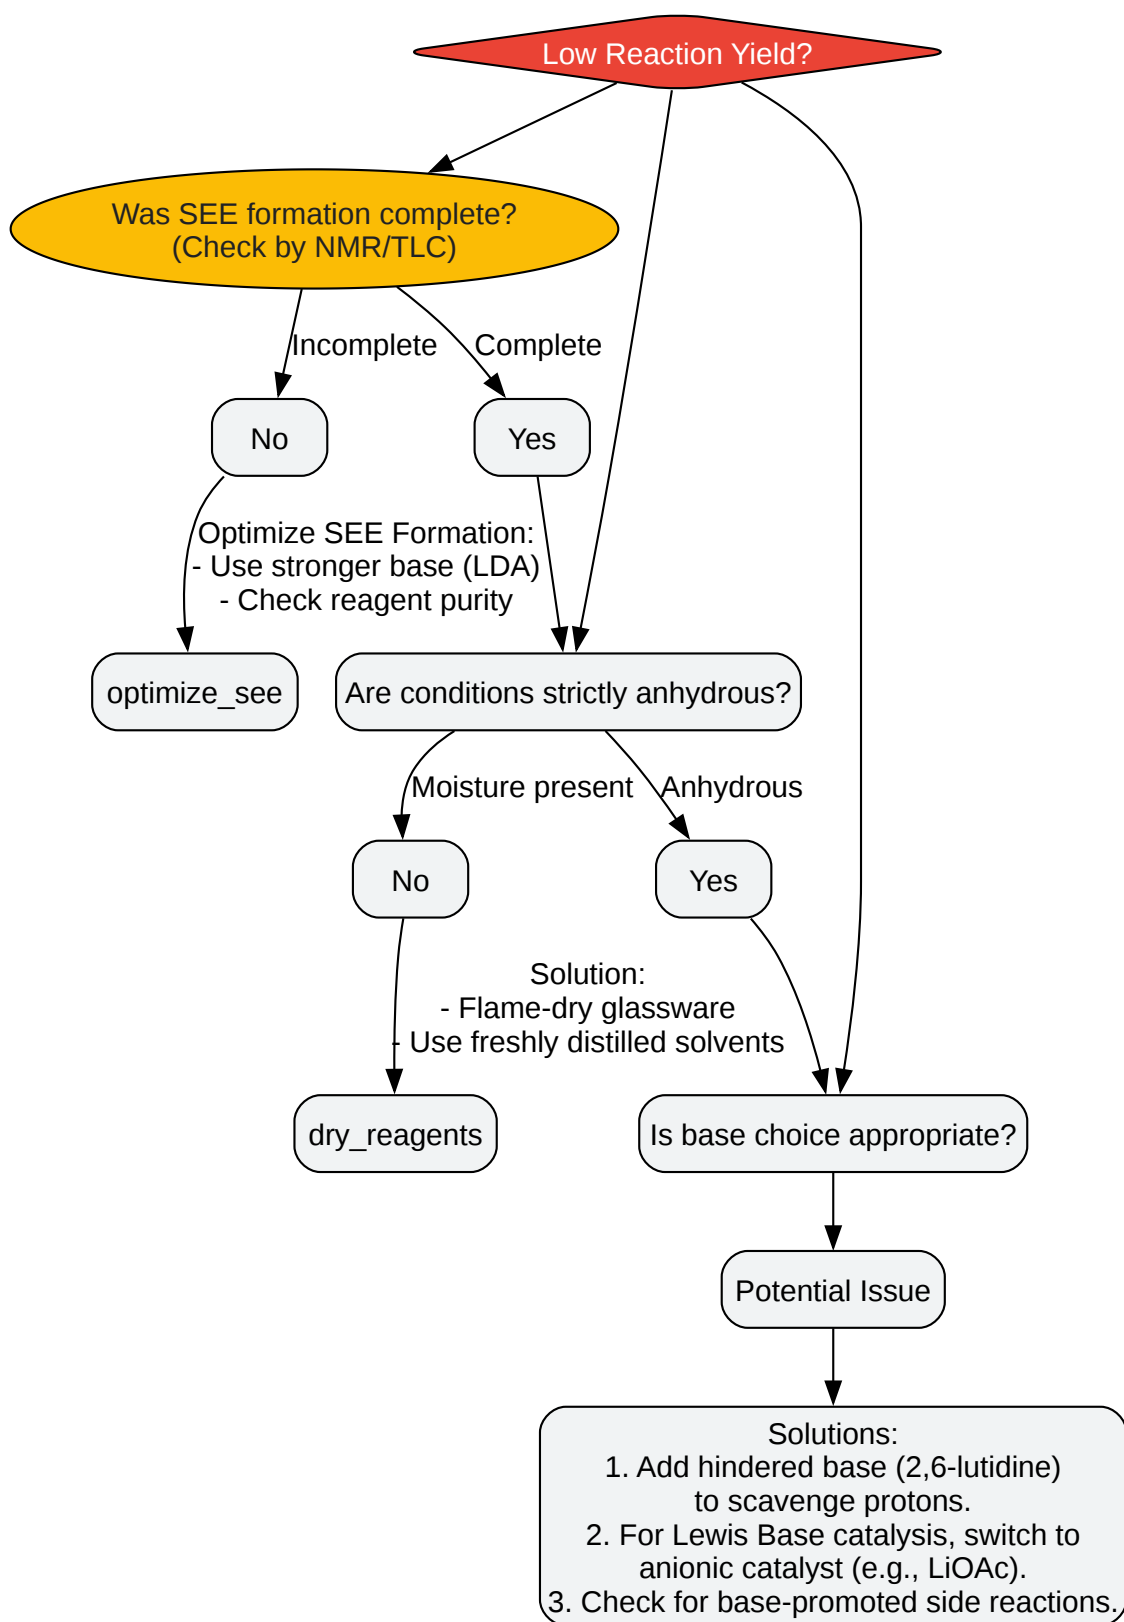 Low Reaction Yield?
Was SEE formation complete?
(Check by NMR/TLC)
Incomplete
Complete
No
Yes
Optimize SEE Formation:
- Use stronger base (LDA)
- Check reagent purity
optimize_see
Are conditions strictly anhydrous?
Moisture present
Anhydrous
No
Yes
Solution:
- Flame-dry glassware
- Use freshly distilled solvents
dry_reagents
Is base choice appropriate?
Potential Issue
Solutions:
1. Add hindered base (2,6-lutidine)
to scavenge protons.
2. For Lewis Base catalysis, switch to
anionic catalyst (e.g., LiOAc).
3. Check for base-promoted side reactions.